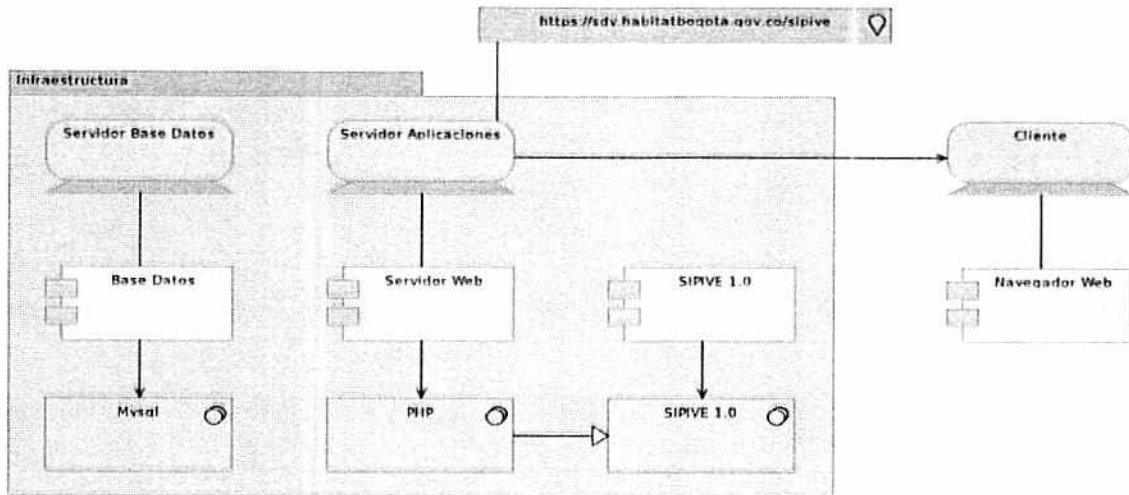 https://sdv.habitatbogota.gov.co/sipive
Infraestructura
Servidor Base Datos
Servidor Aplicaciones
Cliente
Base Datos
Servidor Web
SIPIVE 1.0
Navegador Web
Mysql
PHP
SIPIVE 1.0